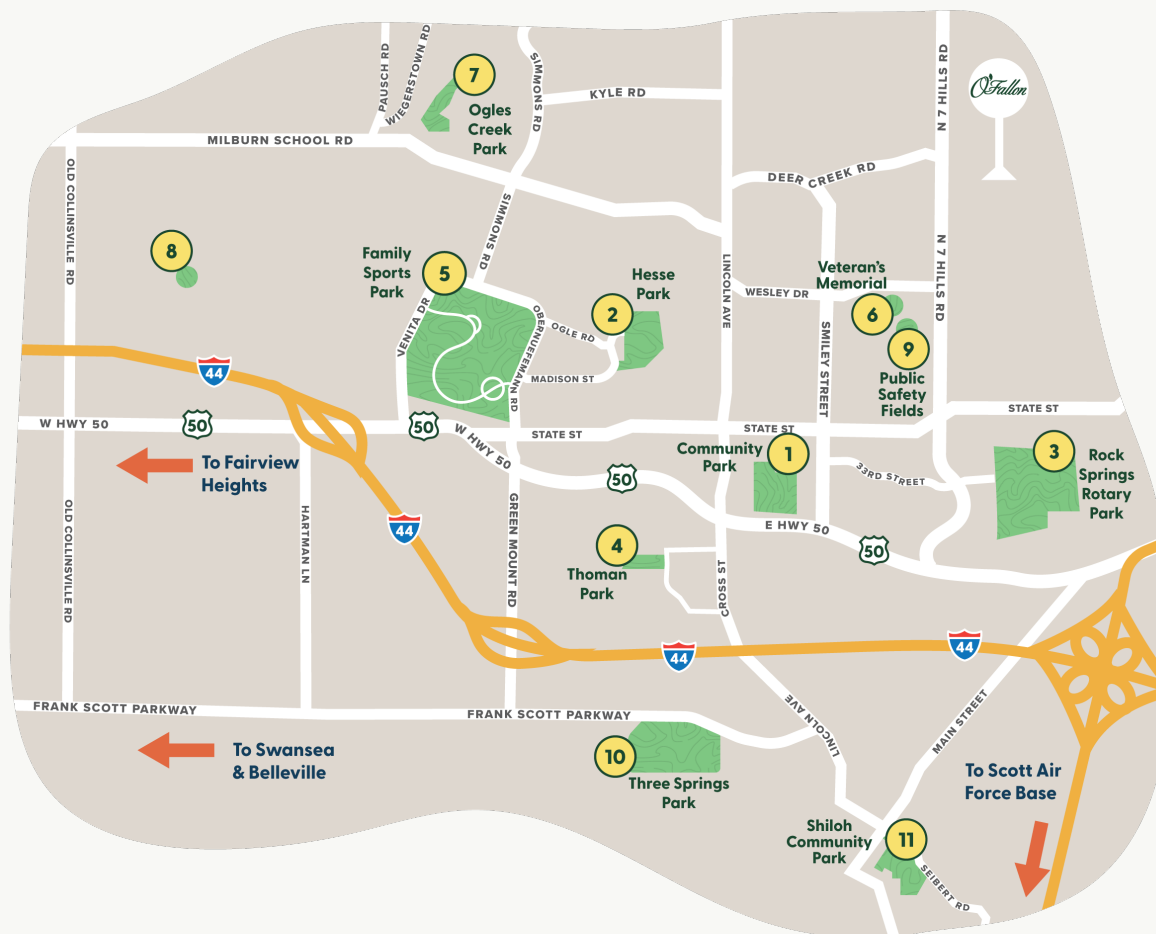 PAUSCH RD
WIEGERSTOWN RD
7
Ogles
Creek
Park
SIMMONS RD
KYLE RD
N 7 HILLS RD
O'Fallon
MILBURN SCHOOL RD
OLD COLLINSVILLE RD
DEER CREEK RD
SIMMONS RD
8
Family
Sports
Park
5
Hesse
Park
2
LINCOLN AVE
WESLEY DR
Veteran's
Memorial
6
N 7 HILLS RD
9
Public
Safety
Fields
VENITA DR
OBERNUEFEMANN RD
OGLE RD
MADISON ST
SMILEY STREET
44
W HWY 50
50
50
W HWY 50
STATE ST
STATE ST
STATE ST
To Fairview
Heights
Community
Park
1
33RD STREET
3
Rock
Springs
Rotary
Park
50
E HWY 50
50
OLD COLLINSVILLE RD
HARTMAN LN
44
GREEN MOUNT RD
4
Thoman
Park
CROSS ST
44
44
FRANK SCOTT PARKWAY
FRANK SCOTT PARKWAY
LINCOLN AVE
MAIN STREET
To Swansea
& Belleville
10
Three Springs
Park
To Scott Air
Force Base
Shiloh
Community
Park
11
SEIBERT RD